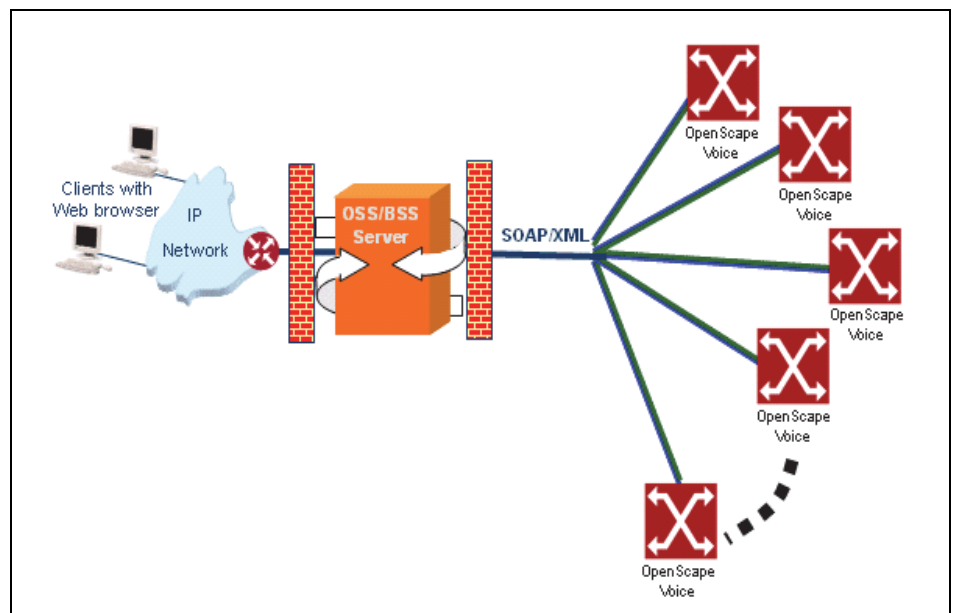 Clients with
Web browser
IP
Network
OSS/BSS
Server
SOAP/XML
OpenScape
Voice
OpenScape
Voice
OpenScape
Voice
OpenScape
Voice
OpenScape
Voice